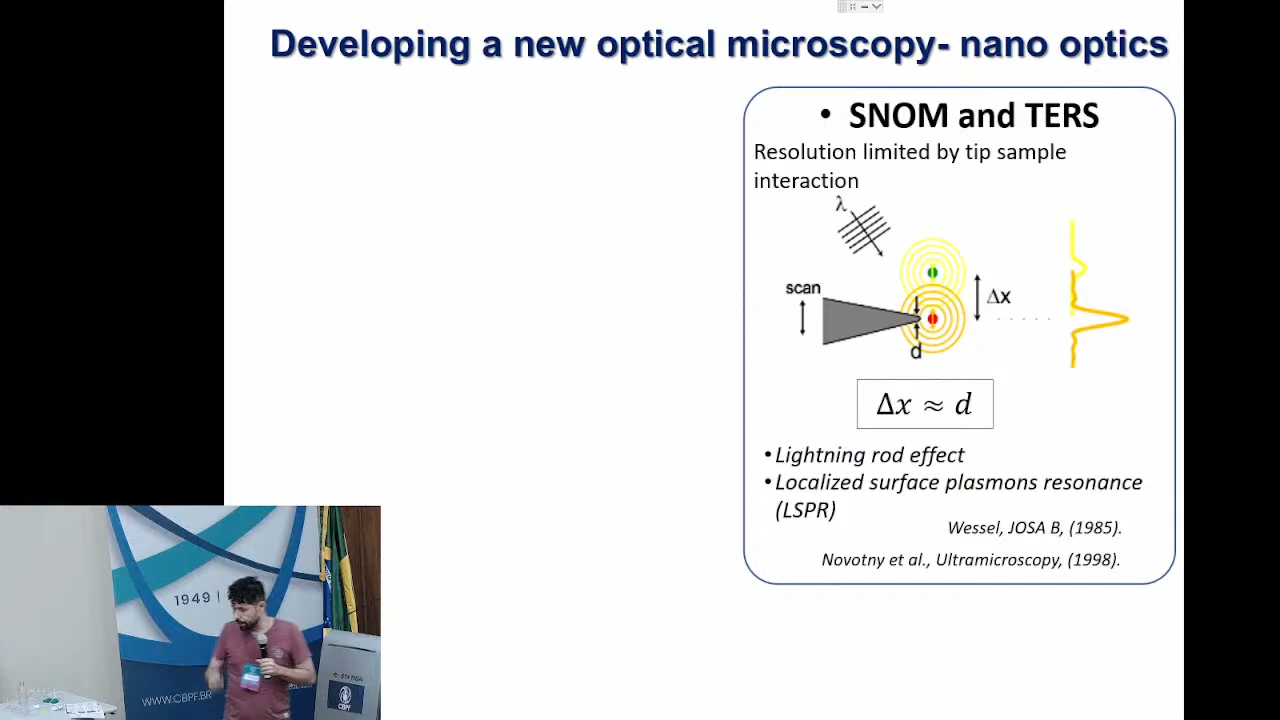 Developing a new optical microscopy- nano optics
• SNOM and TERS
Resolution limited by tip sample
interaction
λ
scan
Δx
d
Δx ≈ d
• Lightning rod effect
• Localized surface plasmons resonance
(LSPR)
Wessel, JOSA B, (1985).
Novotny et al., Ultramicroscopy, (1998).
1949 |
WWW.CBPF.BR
CBPF